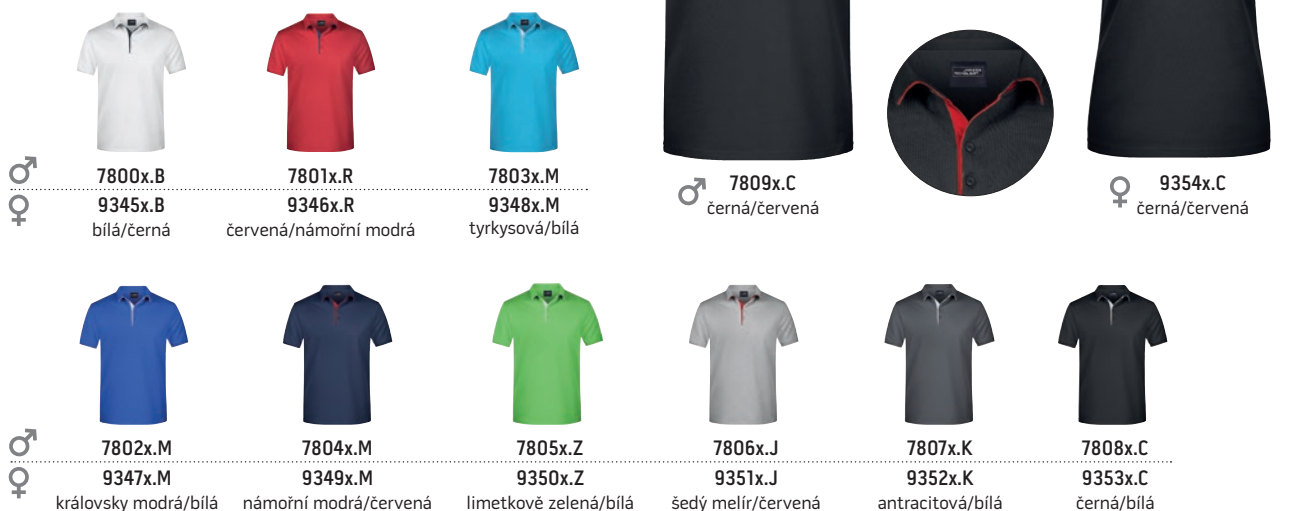 7800x.B 7801x.R 7803x.M
9345x.B 9346x.R 9348x.M
bílá/černá červená/námořní modrá tyrkysová/bílá
7809x.C
černá/červená
9354x.C
černá/červená
7802x.M 7804x.M 7805x.Z 7806x.J 7807x.K 7808x.C
9347x.M 9349x.M 9350x.Z 9351x.J 9352x.K 9353x.C
královsky modrá/bílá námořní modrá/červená limetkově zelená/bílá šedý melír/červená antracitová/bílá černá/bílá